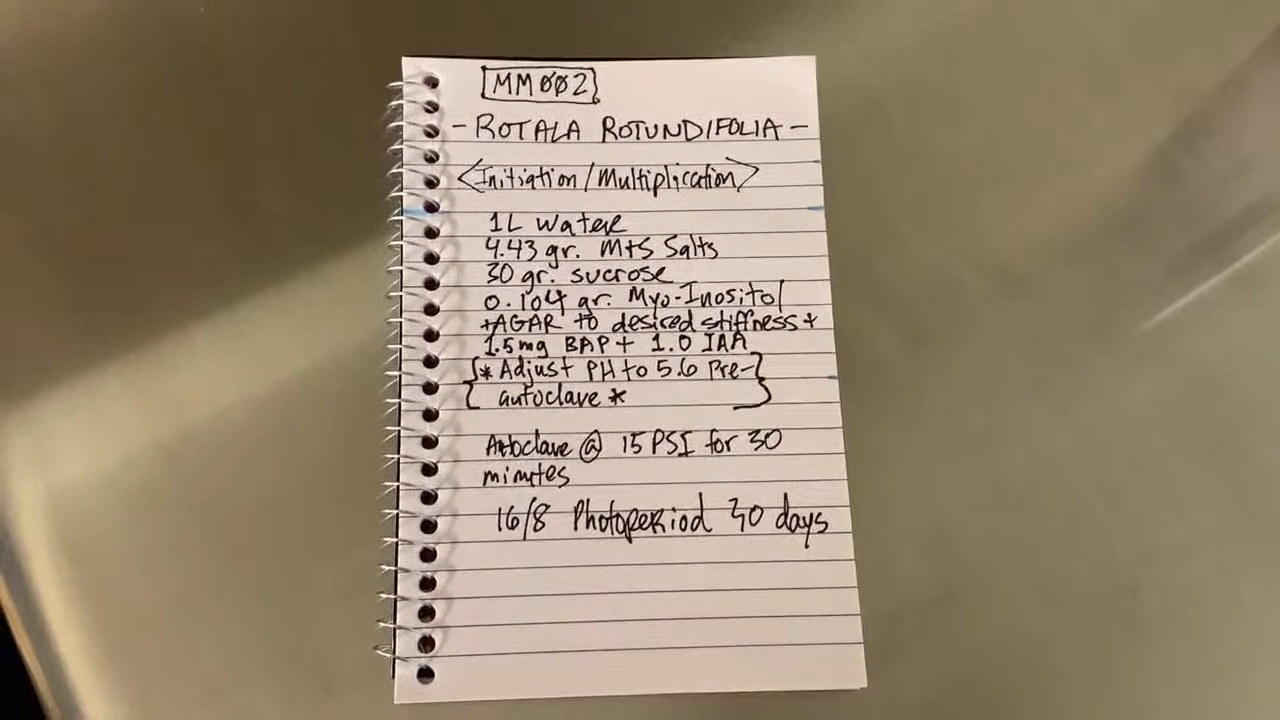 MM002
- ROTALA ROTUNDIFOLIA -
<Initiation/Multiplication>
1L Water
4.43 gr. M+S Salts
30 gr. sucrose
0.104 gr. Myo-Inositol
+AGAR to desired stiffness+
1.5mg BAP + 1.0 IAA
{* Adjust PH to 5.6 Pre-}
{autoclave *}
Autoclave @ 15 PSI for 30
minutes
16/8 Photoperiod 30 days